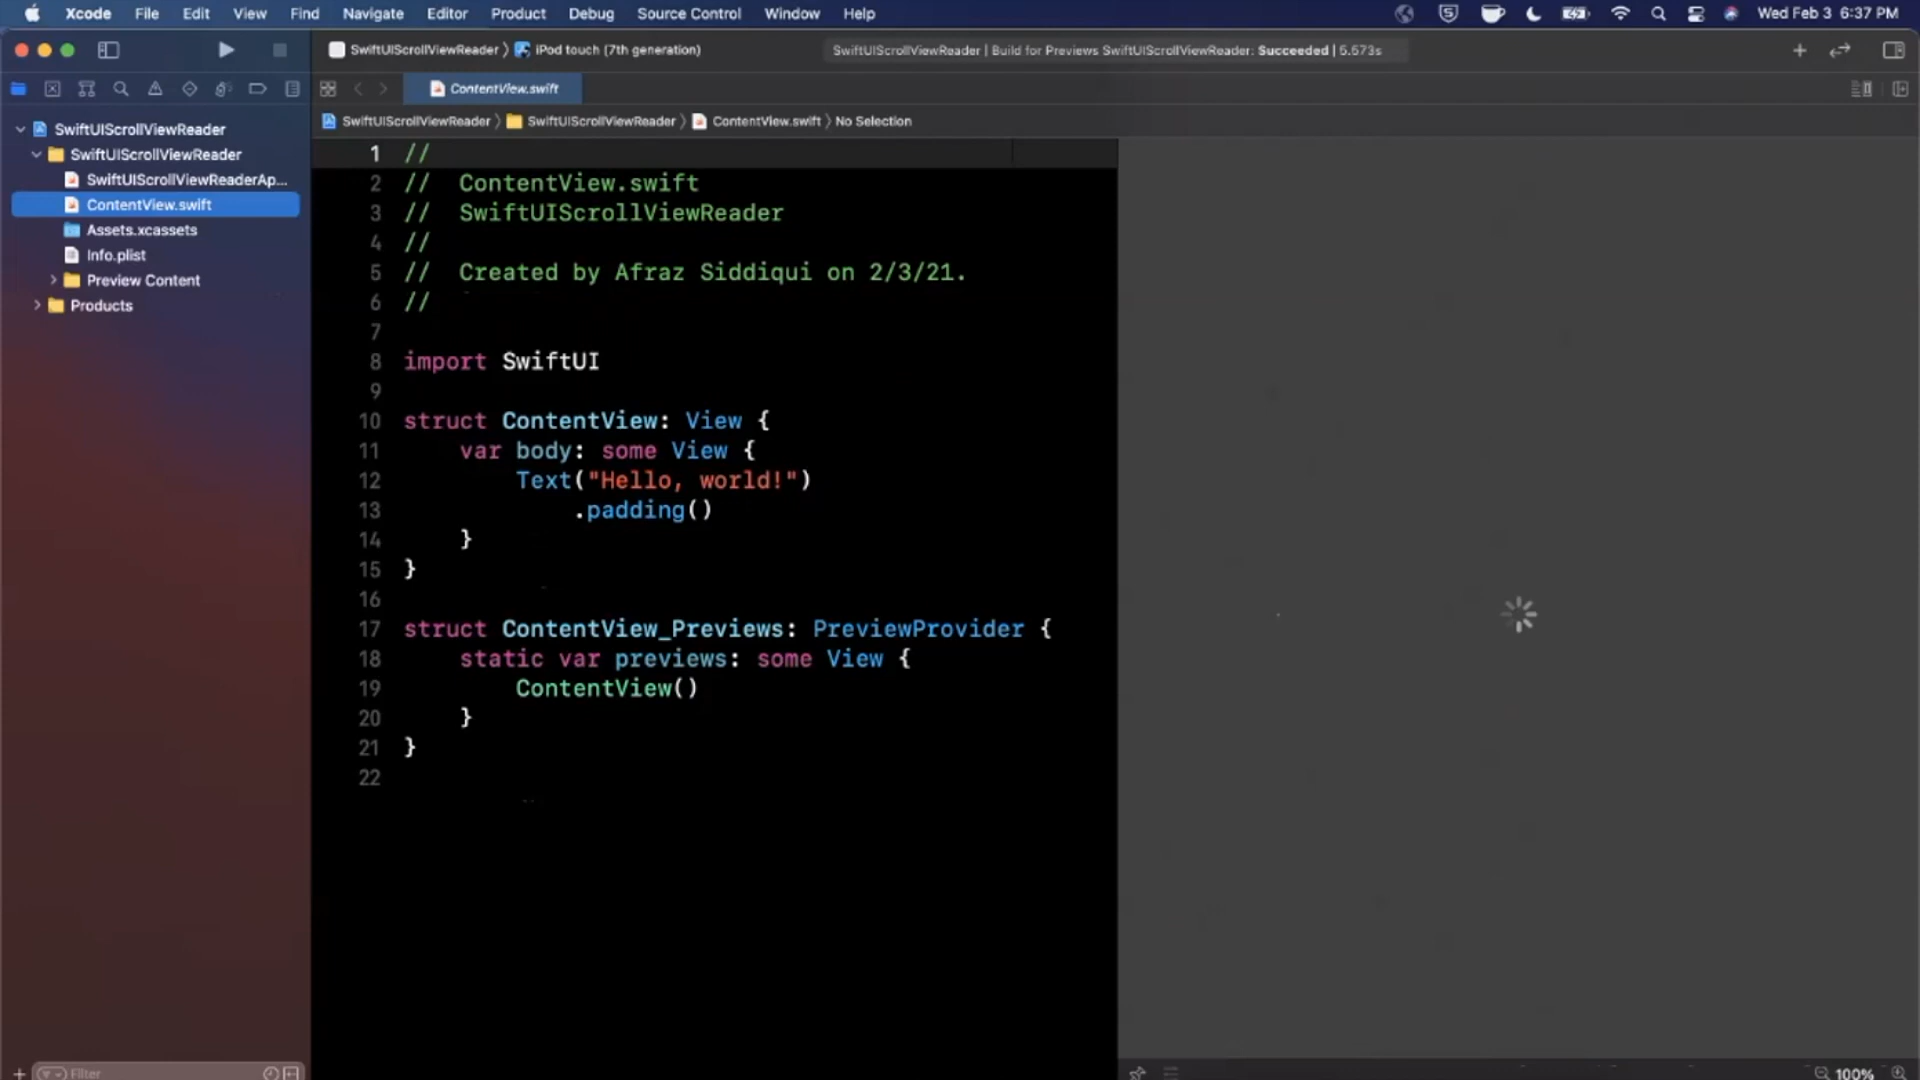 Xcode File Edit View Find Navigate Editor Product Debug Source Control Window Help Wed Feb 3 6:37 PM
SwiftUIScrollViewReader 〉 iPod touch (7th generation) SwiftUIScrollViewReader | Build for Previews SwiftUIScrollViewReader: Succeeded | 5.573s
ContentView.swift
SwiftUIScrollViewReader 〉 SwiftUIScrollViewReader 〉 ContentView.swift 〉 No Selection
SwiftUIScrollViewReader
SwiftUIScrollViewReader
SwiftUIScrollViewReaderAp...
ContentView.swift
Assets.xcassets
Info.plist
Preview Content
Products
1 //
2 // ContentView.swift
3 // SwiftUIScrollViewReader
4 //
5 // Created by Afraz Siddiqui on 2/3/21.
6 //
7
8 import SwiftUI
9
10 struct ContentView: View {
11 var body: some View {
12 Text("Hello, world!")
13 .padding()
14 }
15 }
16
17 struct ContentView_Previews: PreviewProvider {
18 static var previews: some View {
19 ContentView()
20 }
21 }
22
Filter
100%